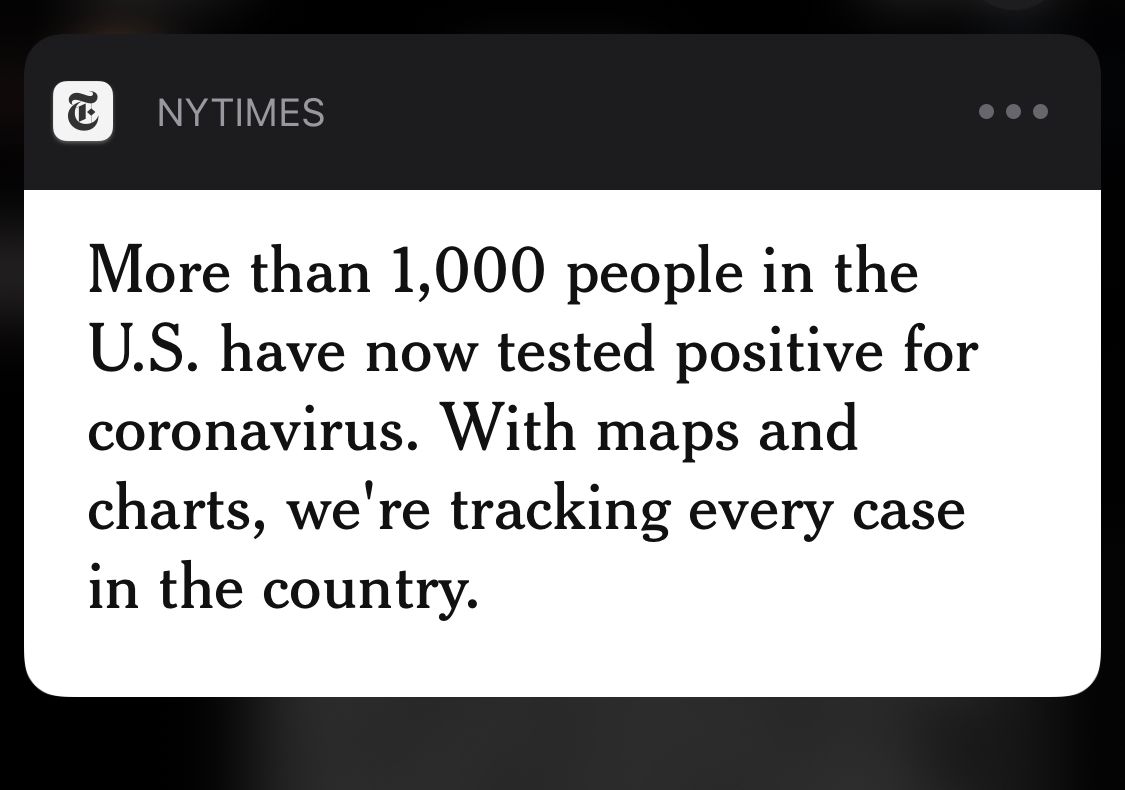 NYTIMES
More than 1,000 people in the
U.S. have now tested positive for
coronavirus. With maps and
charts, we're tracking every case
in the country.